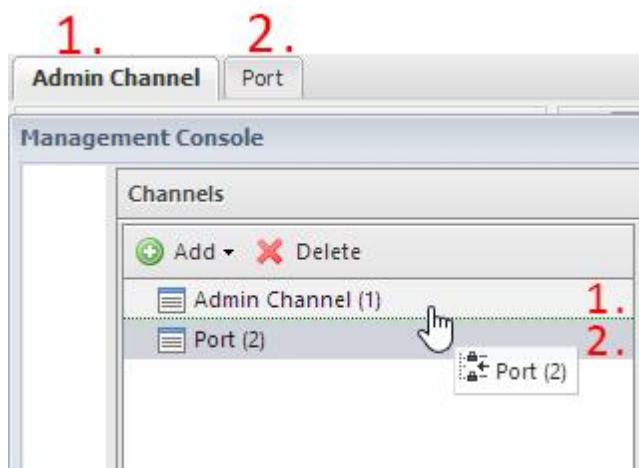 1. 2.
Admin Channel Port
Management Console
Channels
Add Delete
Admin Channel (1) 1.
Port (2) 2.
Port (2)